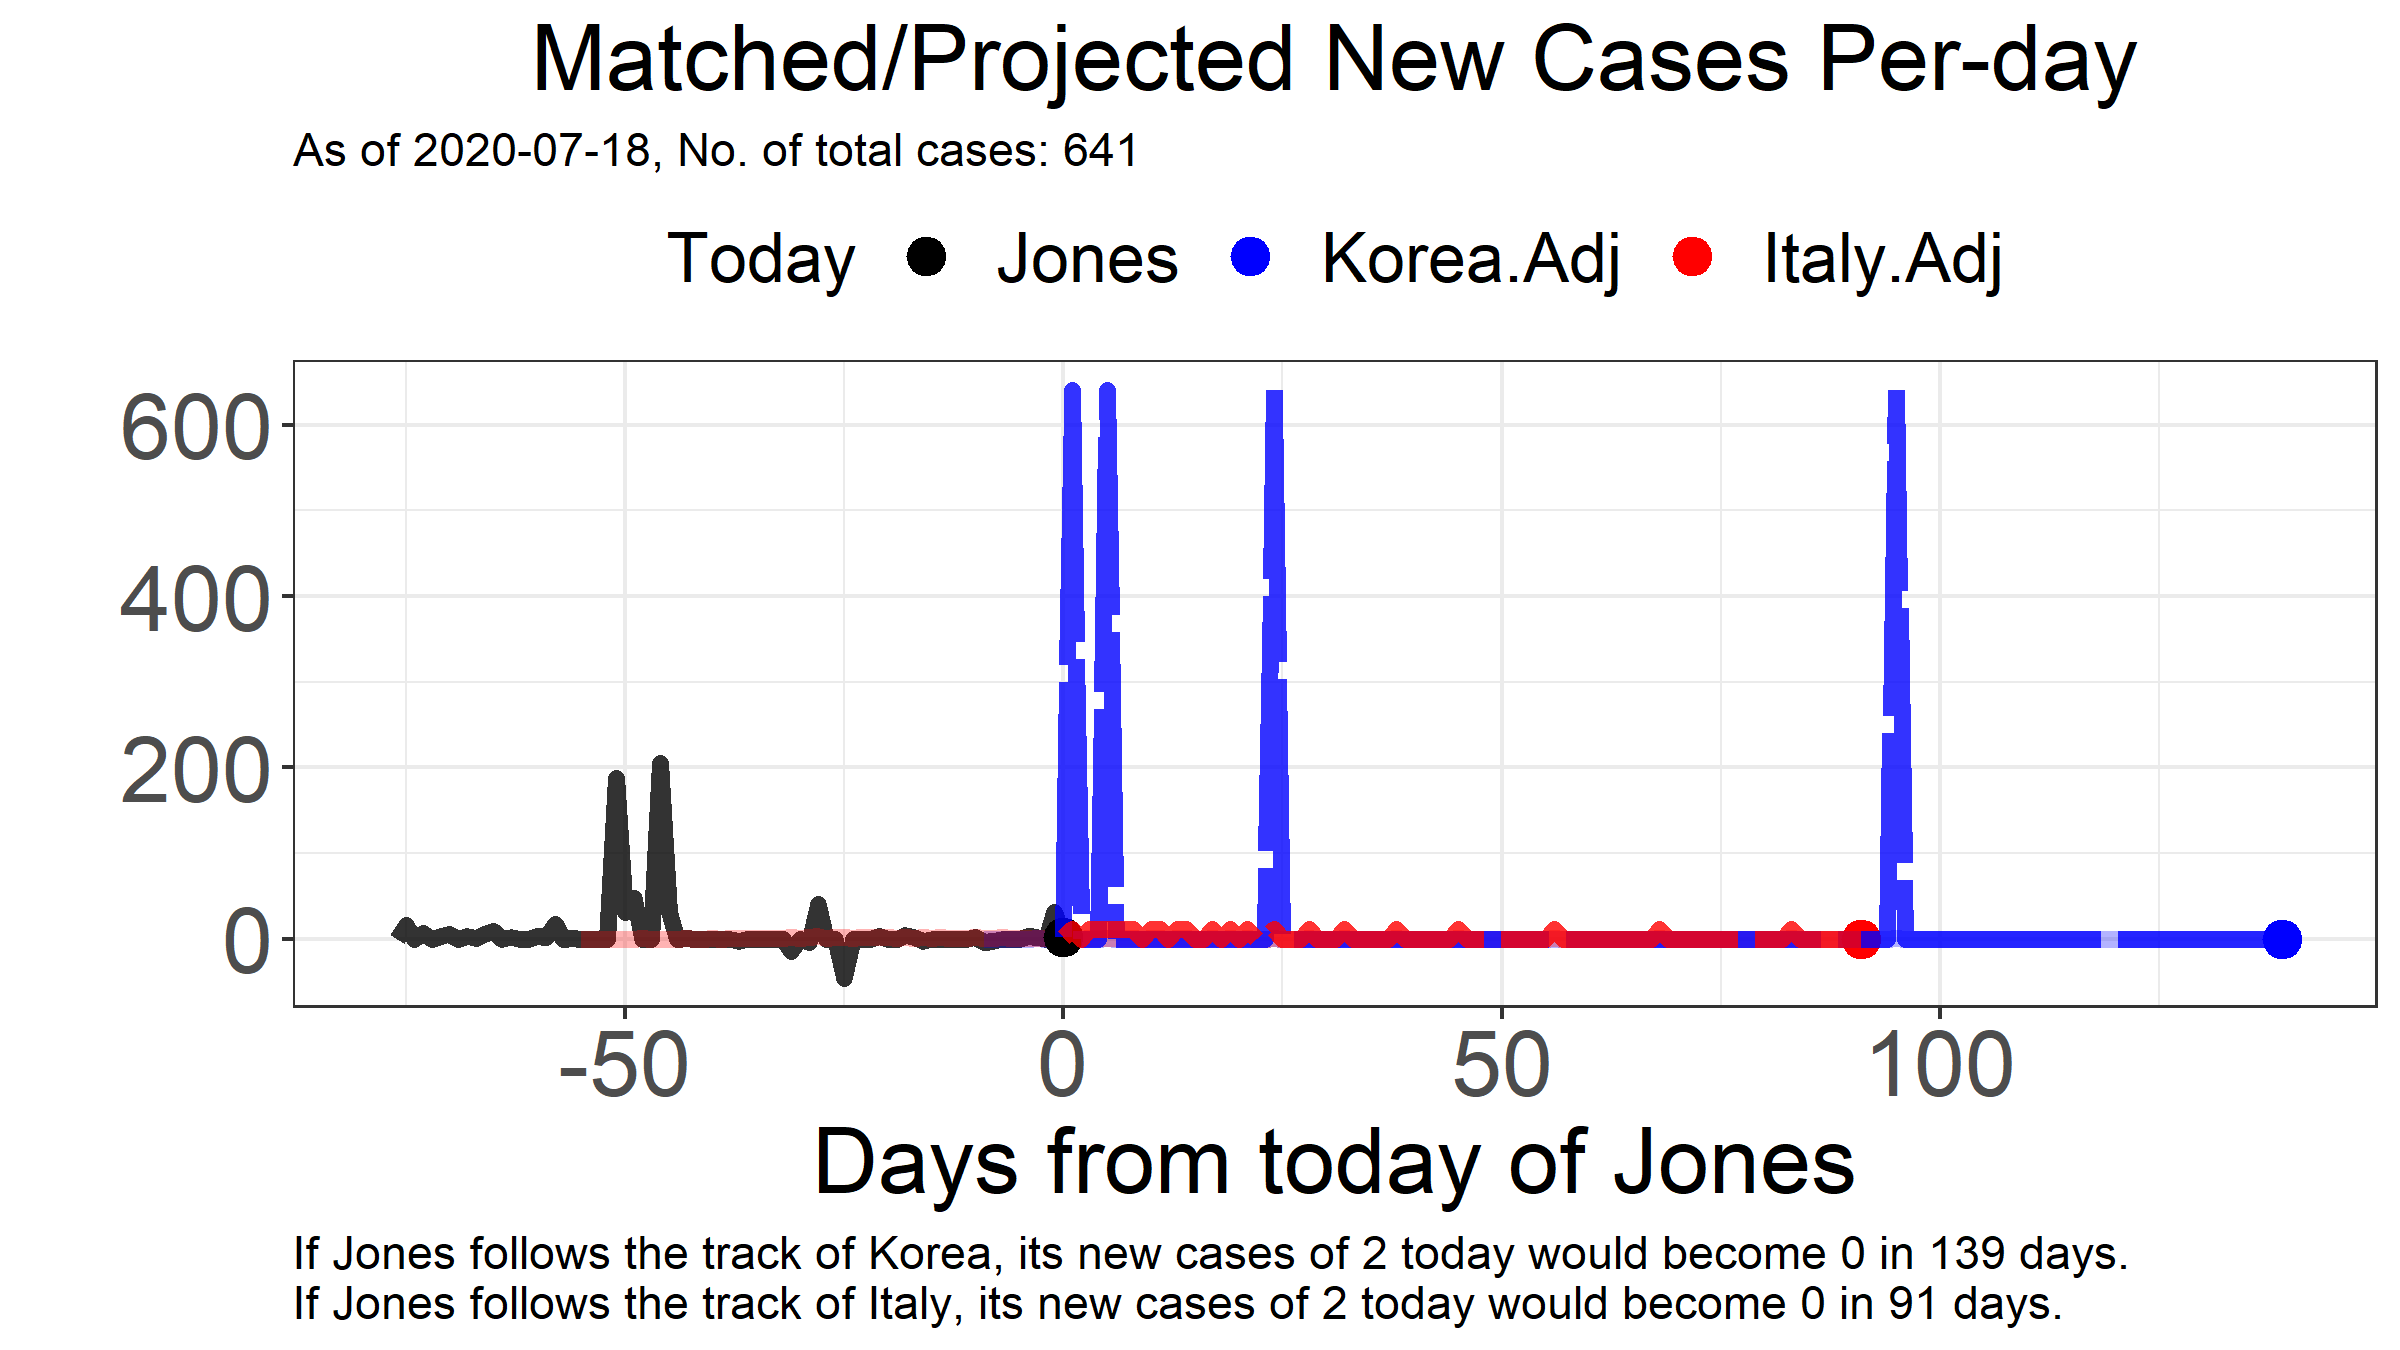 Matched/Projected New Cases Per-day
As of 2020-07-18, No. of total cases: 641
Today Jones Korea.Adj Italy.Adj
600
400
200
0
-50 0 50 100
Days from today of Jones
If Jones follows the track of Korea, its new cases of 2 today would become 0 in 139 days.
If Jones follows the track of Italy, its new cases of 2 today would become 0 in 91 days.